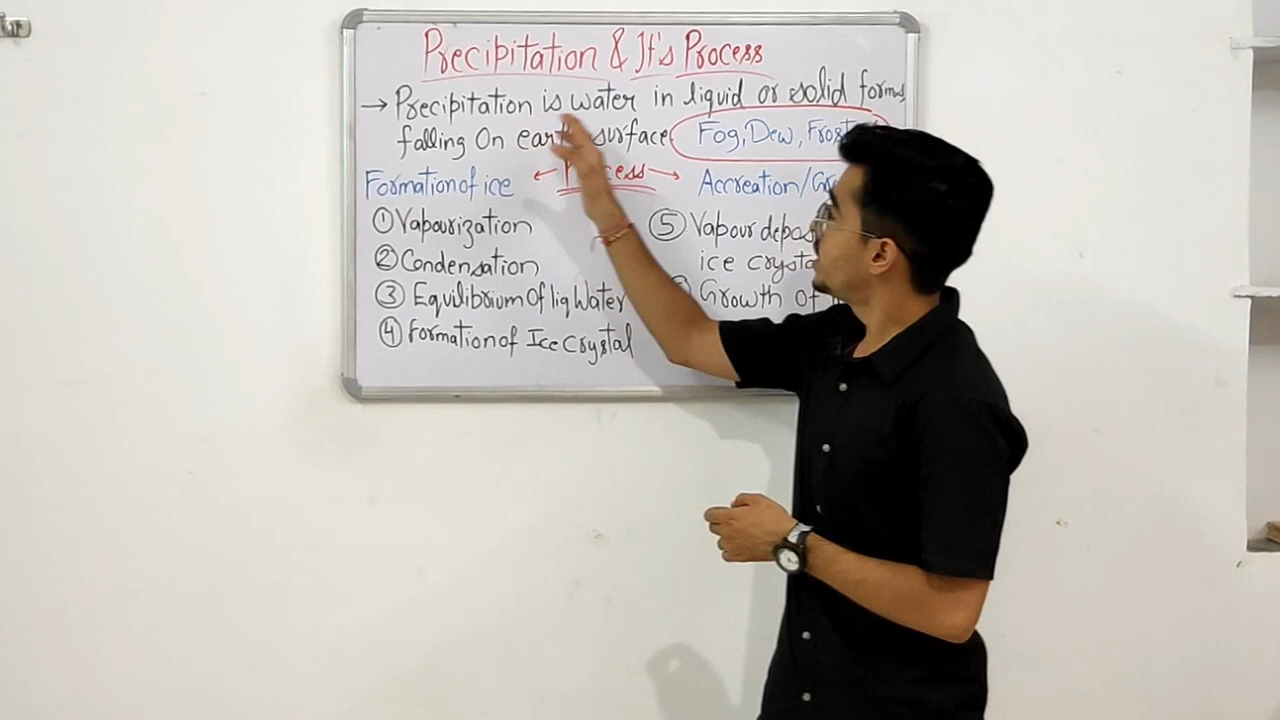 Precipitation & It's Process
→ Precipitation is water in liquid or solid forms
falling On earth surface Fog, Dew, Frost
← Process →
Formation of ice
Accreation/
① Vapourization
② Condensation
③ Equilibrium Of liq Water
④ Formation of Ice Crystal
⑤ Vapour
ice
Growth of